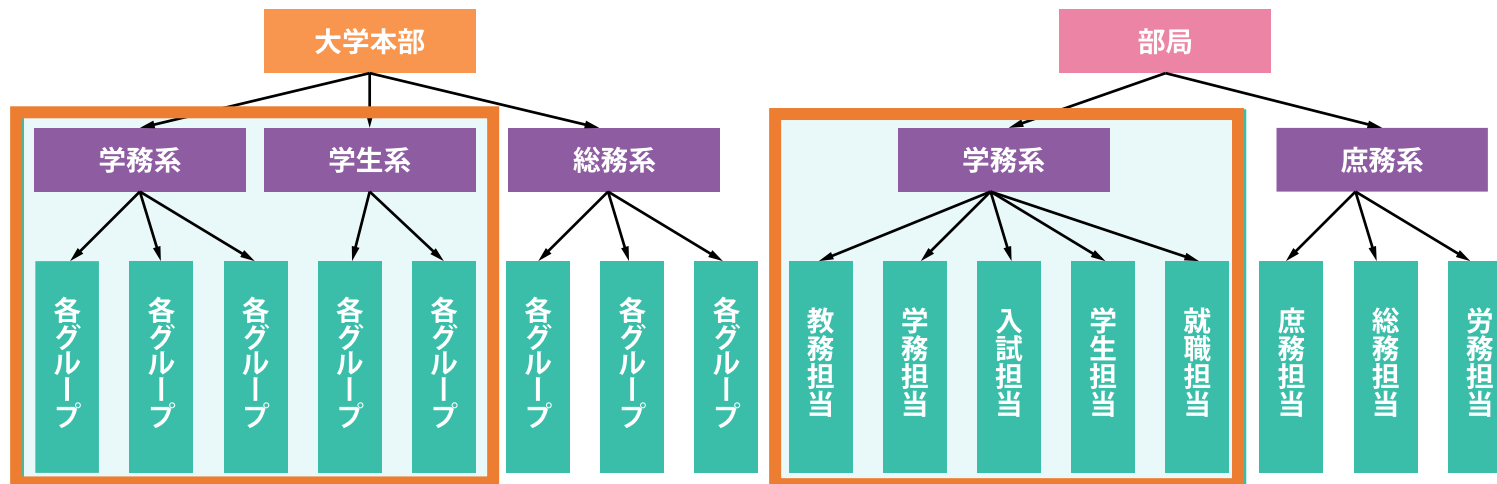 大学本部
部局
学務系
学生系
総務系
学務系
庶務系
各グループ
各グループ
各グループ
各グループ
各グループ
各グループ
各グループ
各グループ
教務担当
学務担当
入試担当
学生担当
就職担当
庶務担当
総務担当
労務担当